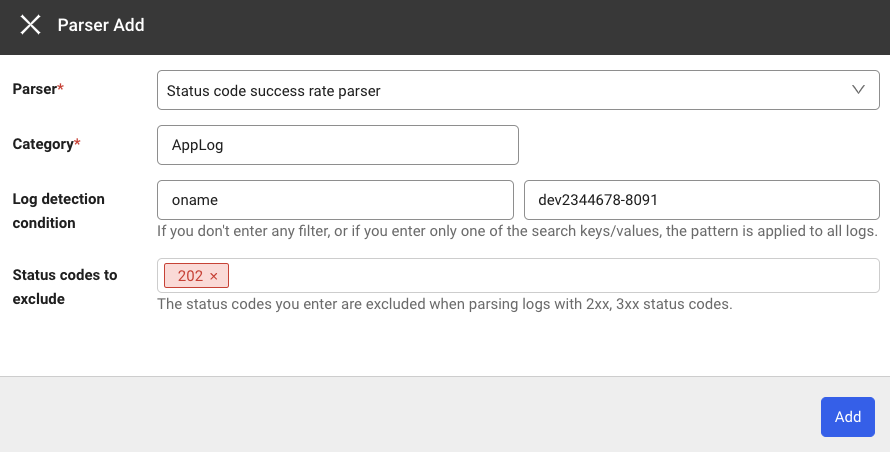 Parser Add
Parser*
Status code success rate parser
Category*
AppLog
Log detection condition
oname
dev2344678-8091
If you don't enter any filter, or if you enter only one of the search keys/values, the pattern is applied to all logs.
Status codes to exclude
202 ×
The status codes you enter are excluded when parsing logs with 2xx, 3xx status codes.
Add